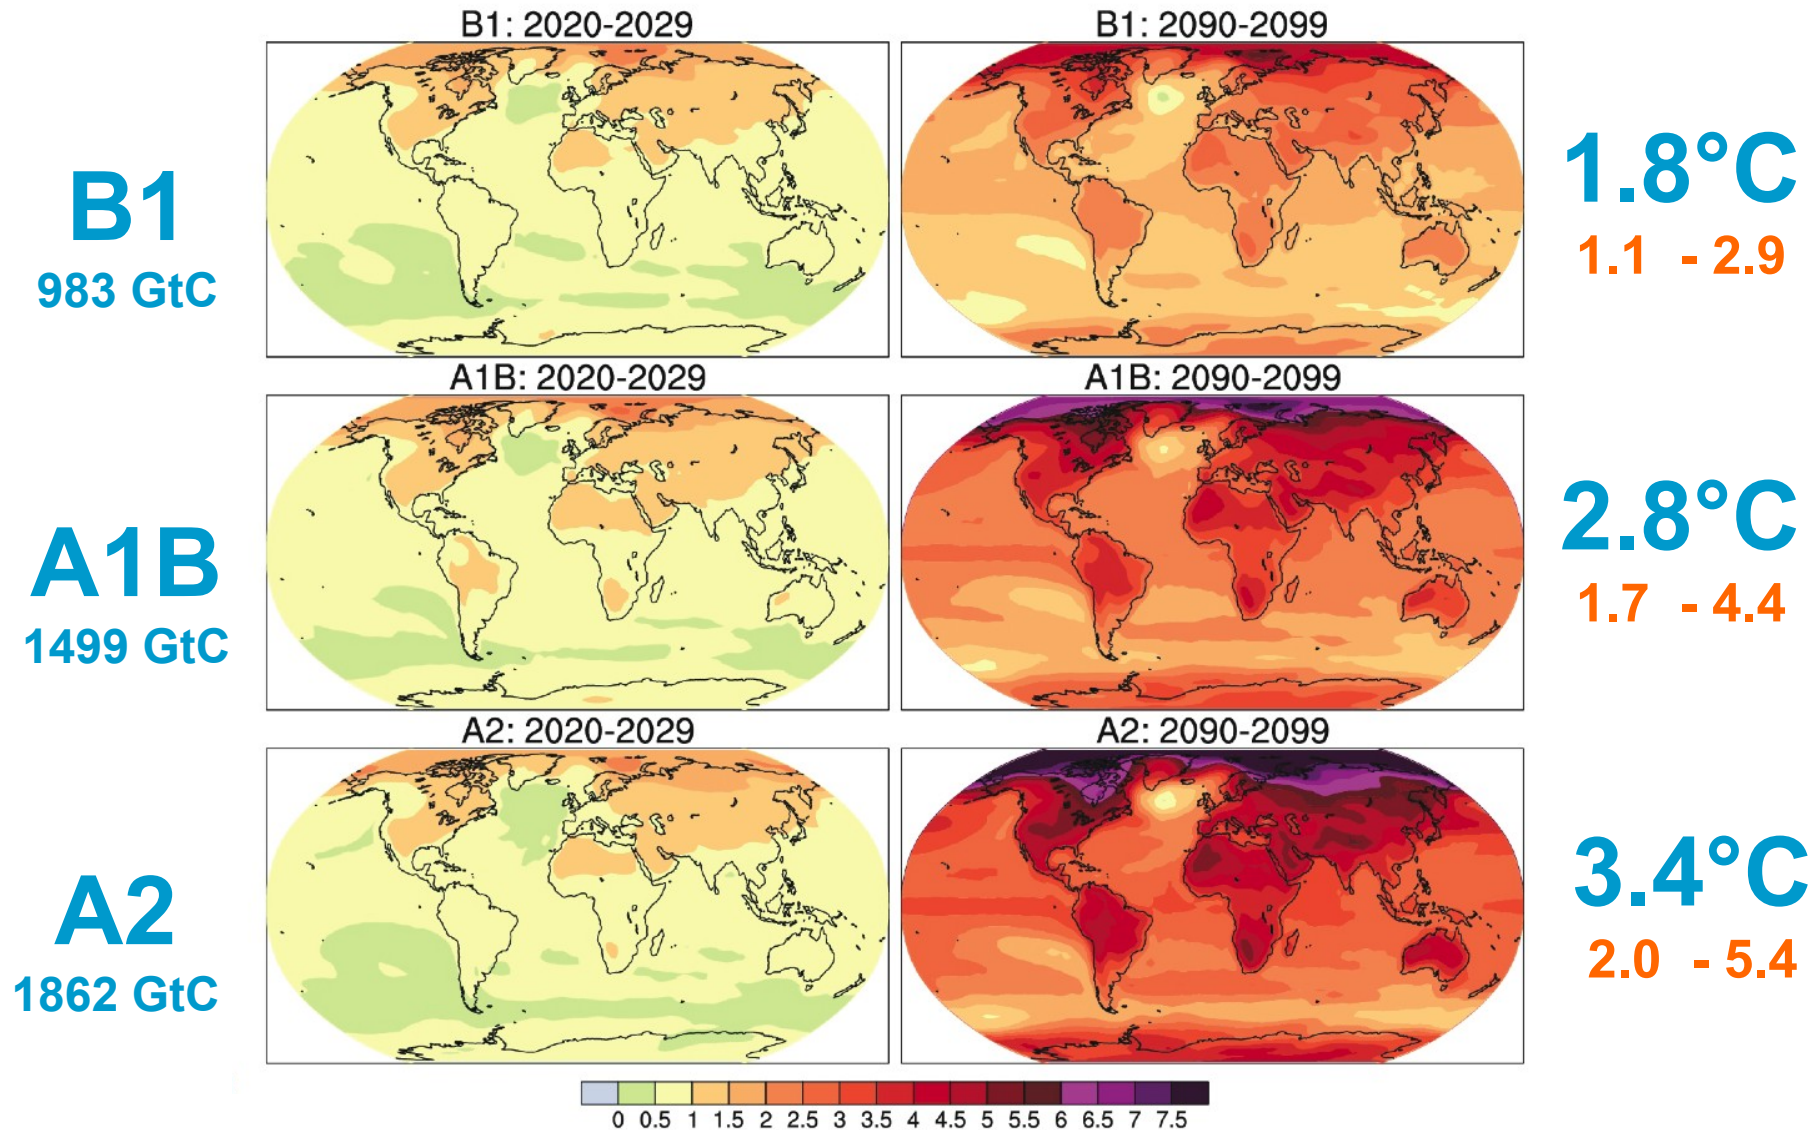 B1: 2020-2029
B1: 2090-2099
B1
983 GtC
1.8°C
1.1 - 2.9
A1B: 2020-2029
A1B: 2090-2099
A1B
1499 GtC
2.8°C
1.7 - 4.4
A2: 2020-2029
A2: 2090-2099
A2
1862 GtC
3.4°C
2.0 - 5.4
0 0.5 1 1.5 2 2.5 3 3.5 4 4.5 5 5.5 6 6.5 7 7.5